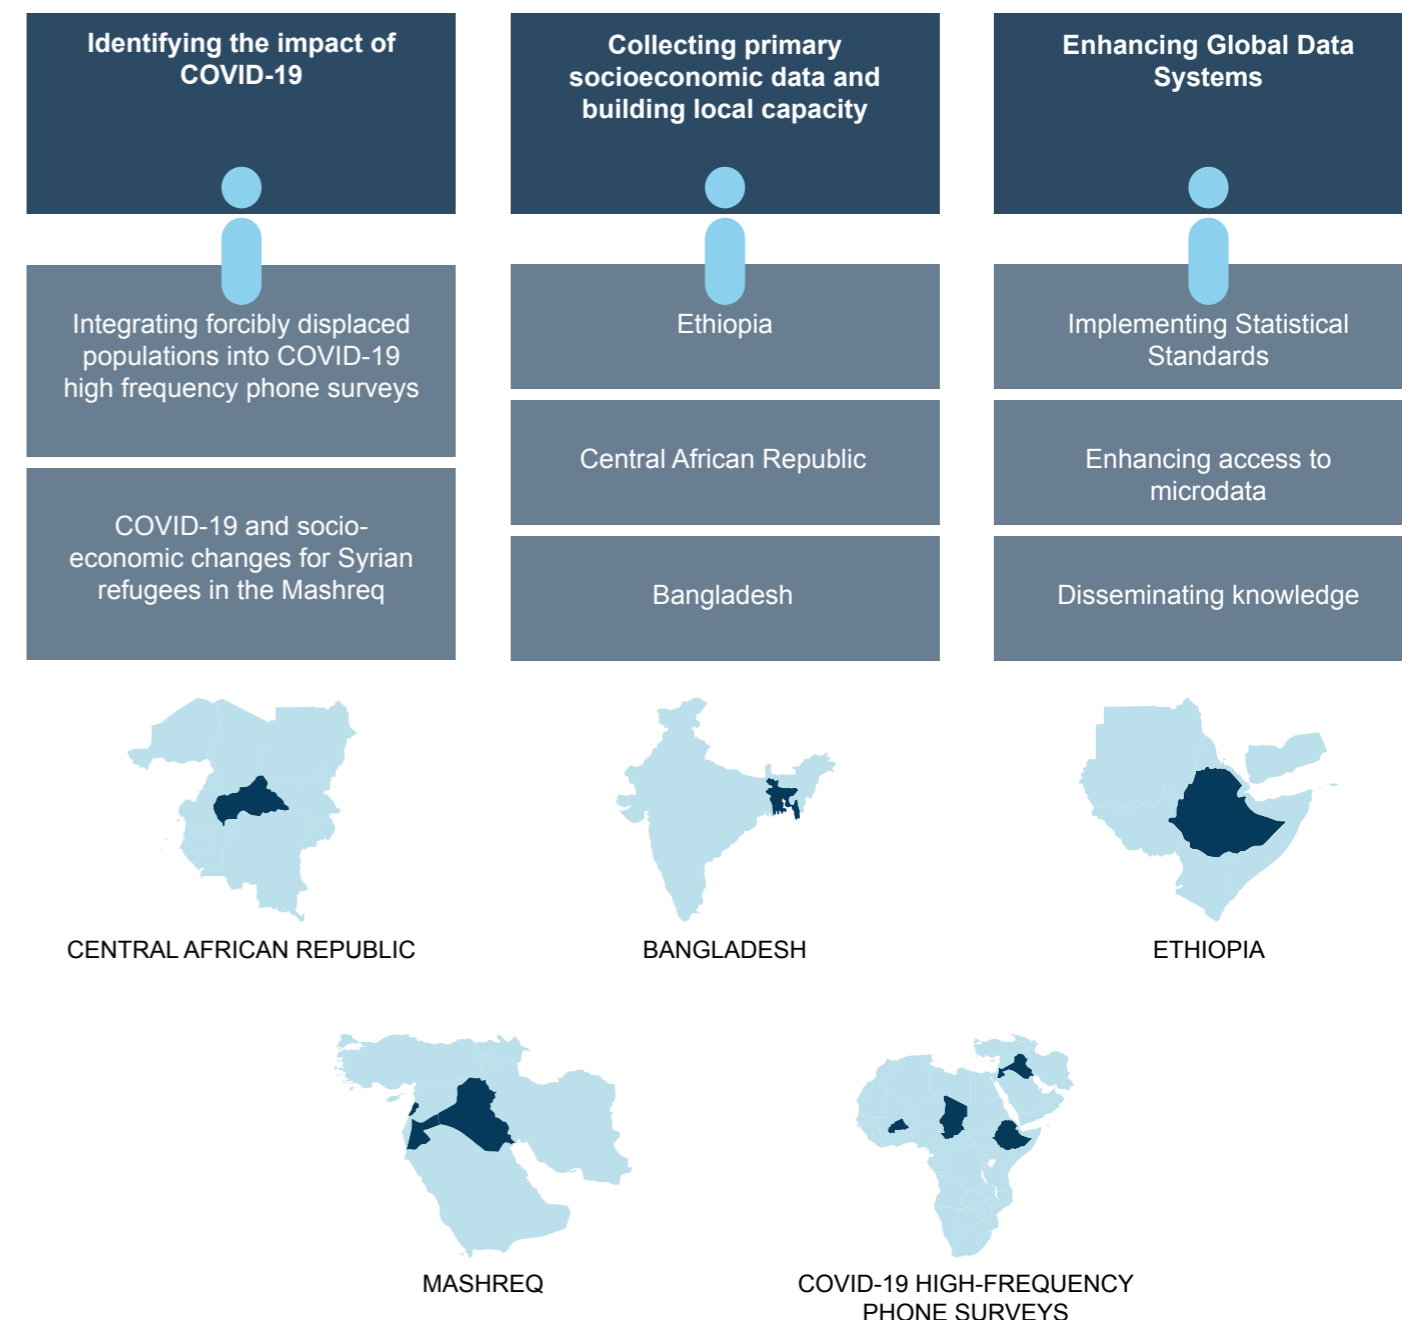 Identifying the impact of
COVID-19
Integrating forcibly displaced
populations into COVID-19
high frequency phone surveys
COVID-19 and socio-
economic changes for Syrian
refugees in the Mashreq
Collecting primary
socioeconomic data and
building local capacity
Ethiopia
Central African Republic
Bangladesh
Enhancing Global Data
Systems
Implementing Statistical
Standards
Enhancing access to
microdata
Disseminating knowledge
CENTRAL AFRICAN REPUBLIC
BANGLADESH
ETHIOPIA
MASHREQ
COVID-19 HIGH-FREQUENCY
PHONE SURVEYS